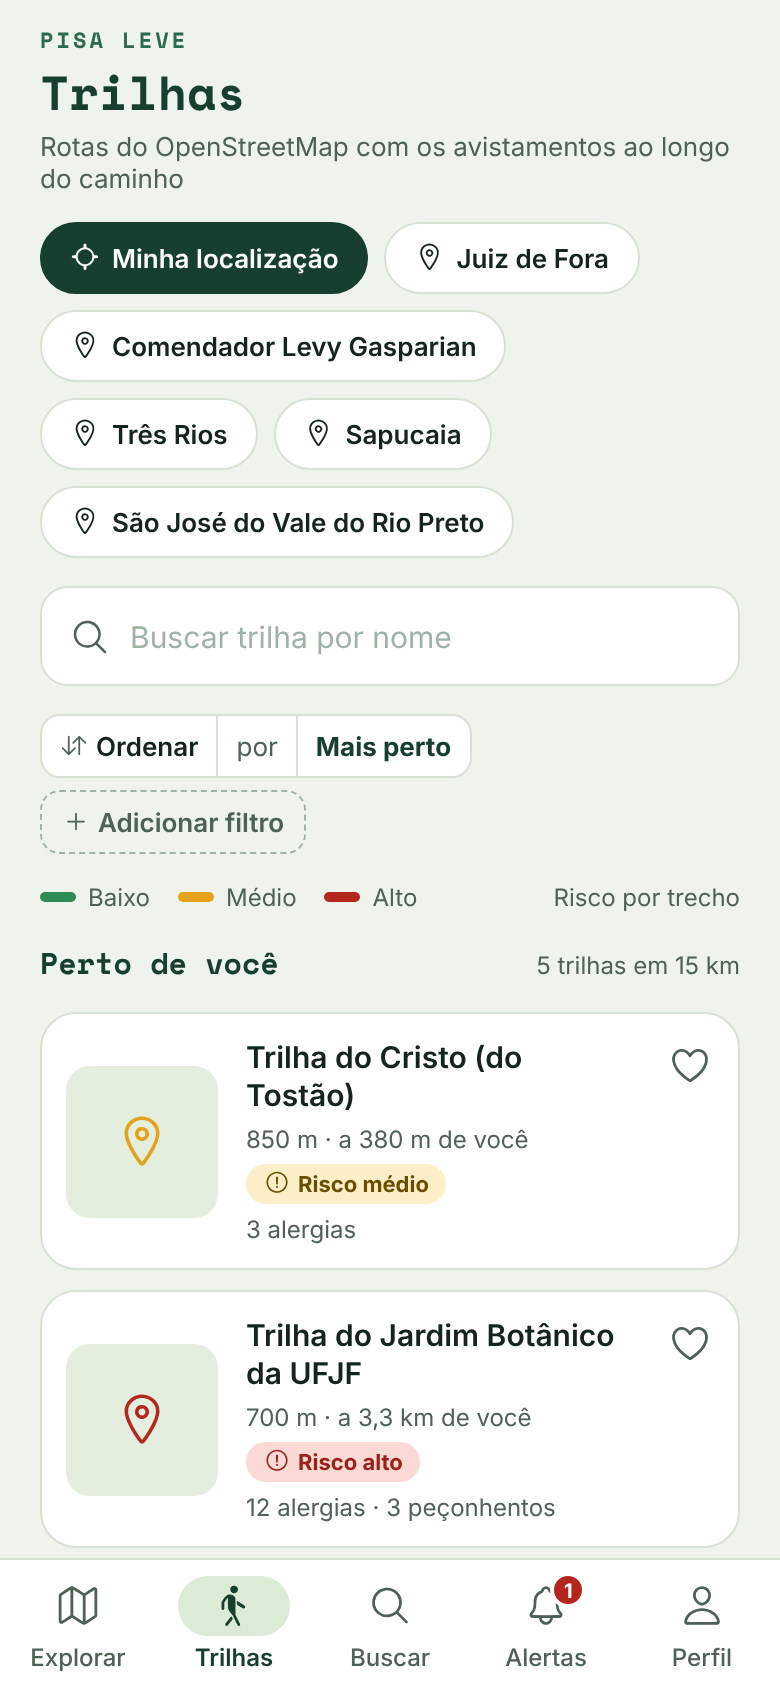 PISA LEVE
Trilhas
Rotas do OpenStreetMap com os avistamentos ao longo
do caminho
Minha localização
Juiz de Fora
Comendador Levy Gasparian
Três Rios
Sapucaia
São José do Vale do Rio Preto
Buscar trilha por nome
Ordenar por Mais perto
+ Adicionar filtro
Baixo Médio Alto Risco por trecho
Perto de você 5 trilhas em 15 km
Trilha do Cristo (do
Tostão)
850 m · a 380 m de você
Risco médio
3 alergias
Trilha do Jardim Botânico
da UFJF
700 m · a 3,3 km de você
Risco alto
12 alergias · 3 peçonhentos
1
Explorar Trilhas Buscar Alertas Perfil